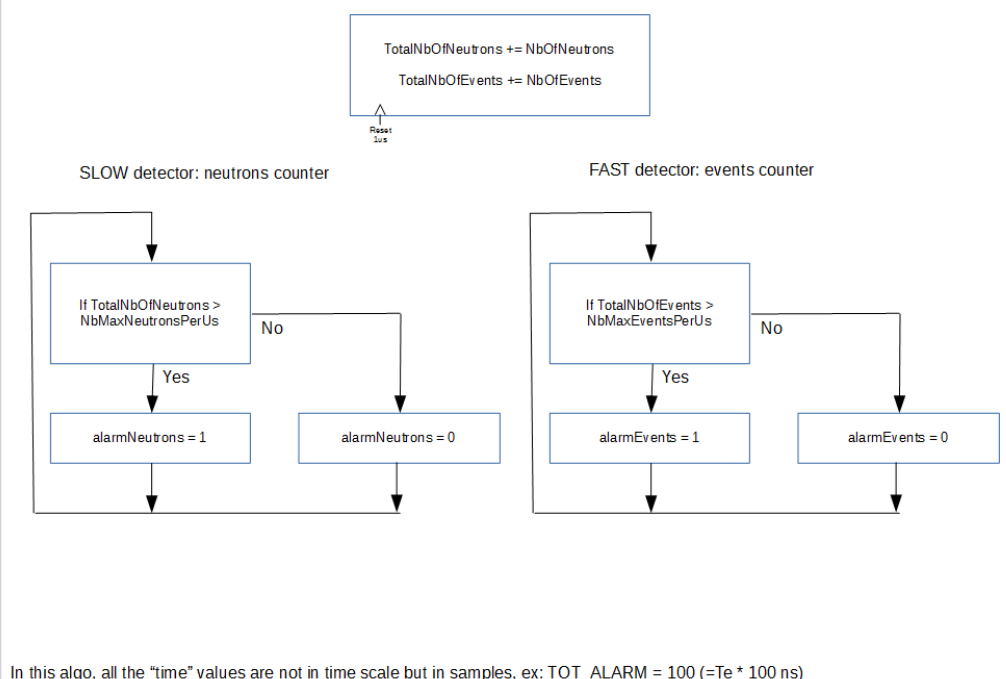 TotalNbOfNeutrons += NbOfNeutrons
TotalNbOfEvents += NbOfEvents
Reset
1us
SLOW detector: neutrons counter
FAST detector: events counter
If TotalNbOfNeutrons >
NbMaxNeutronsPerUs
No
Yes
alarmNeutrons = 1
alarmNeutrons = 0
If TotalNbOfEvents >
NbMaxEventsPerUs
No
Yes
alarmEvents = 1
alarmEvents = 0
In this algo, all the “time” values are not in time scale but in samples, ex: TOT_ALARM = 100 (=Te * 100 ns)